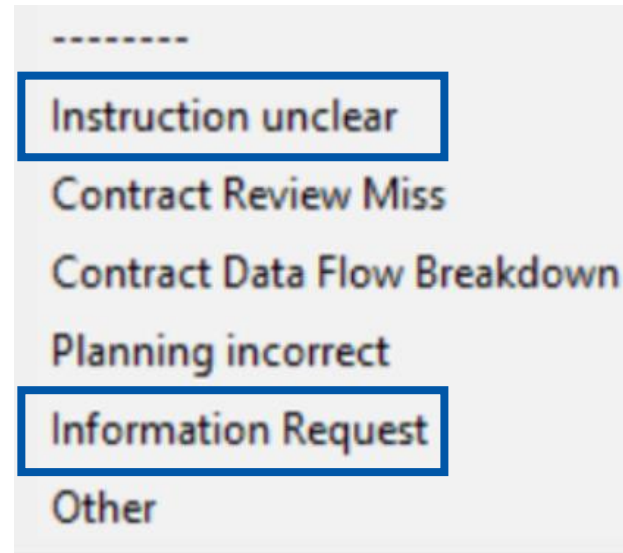 --------
Instruction unclear
Contract Review Miss
Contract Data Flow Breakdown
Planning incorrect
Information Request
Other